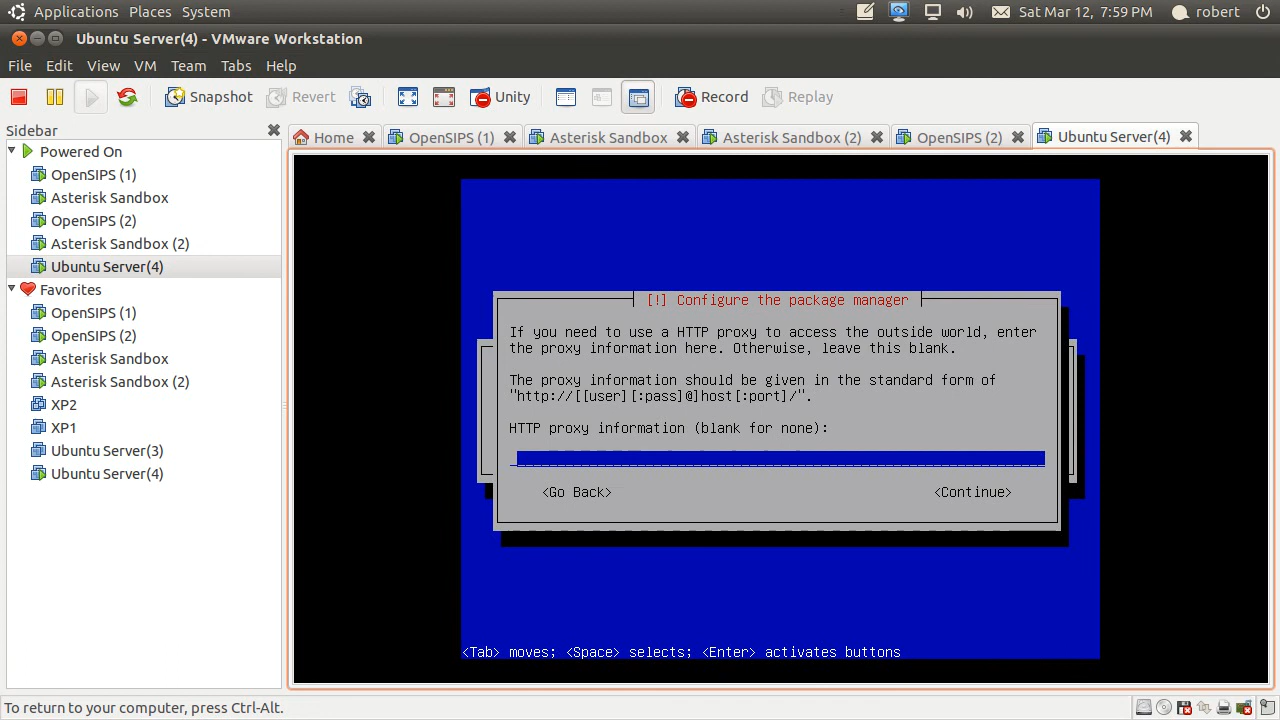 Applications Places System
Sat Mar 12, 7:59 PM robert
Ubuntu Server(4) - VMware Workstation
File Edit View VM Team Tabs Help
Snapshot Revert Unity Record Replay
Sidebar
Home OpenSIPS (1) Asterisk Sandbox Asterisk Sandbox (2) OpenSIPS (2) Ubuntu Server(4)
Powered On
OpenSIPS (1)
Asterisk Sandbox
OpenSIPS (2)
Asterisk Sandbox (2)
Ubuntu Server(4)
Favorites
OpenSIPS (1)
OpenSIPS (2)
Asterisk Sandbox
Asterisk Sandbox (2)
XP2
XP1
Ubuntu Server(3)
Ubuntu Server(4)
[!] Configure the package manager
If you need to use a HTTP proxy to access the outside world, enter
the proxy information here. Otherwise, leave this blank.
The proxy information should be given in the standard form of
"http://[[user][:pass]@]host[:port]/".
HTTP proxy information (blank for none):
<Go Back> <Continue>
<Tab> moves; <Space> selects; <Enter> activates buttons
To return to your computer, press Ctrl-Alt.